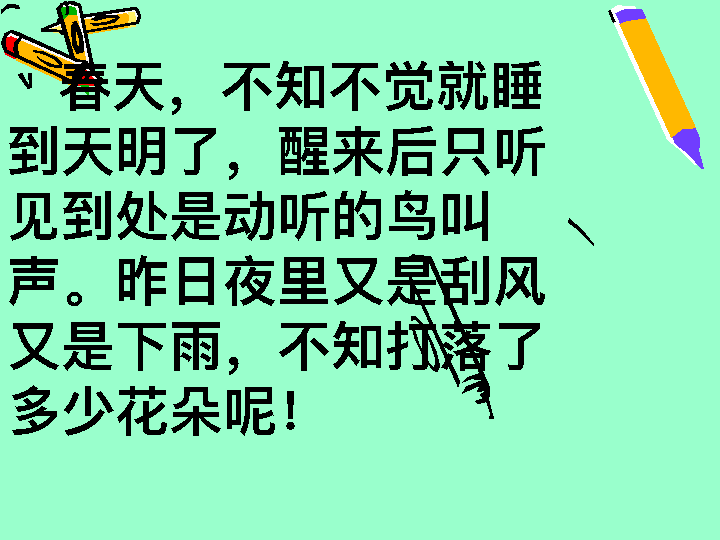 春天，不知不觉就睡
到天明了，醒来后只听
见到处是动听的鸟叫
声。昨日夜里又是刮风
又是下雨，不知打落了
多少花朵呢！